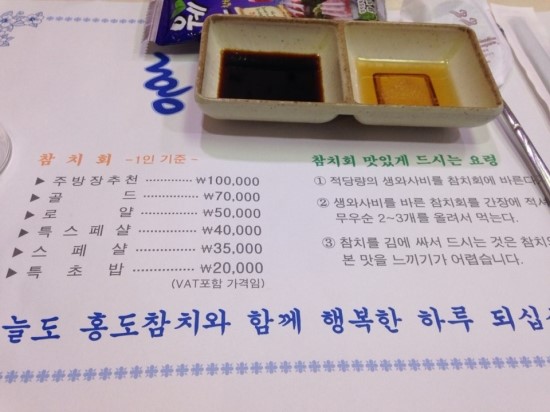 홍
참 치 회 -1인 기준-
▶ 주방장추천 ············ ₩100,000
▶ 골 드 ············ ₩70,000
▶ 로 얄 ············ ₩50,000
▶ 특 스 페 샬 ············ ₩40,000
▶ 스 페 샬 ············ ₩35,000
▶ 특 초 밥 ············ ₩20,000
(VAT포함 가격임)
참치회 맛있게 드시는 요령
① 적당량의 생와사비를 참치회에 바른다
② 생와사비를 바른 참치회를 간장에 적셔
무우순 2~3개를 올려서 먹는다.
③ 참치를 김에 싸서 드시는 것은 참치의
본 맛을 느끼기가 어렵습니다.
늘도 홍도참치와 함께 행복한 하루 되십